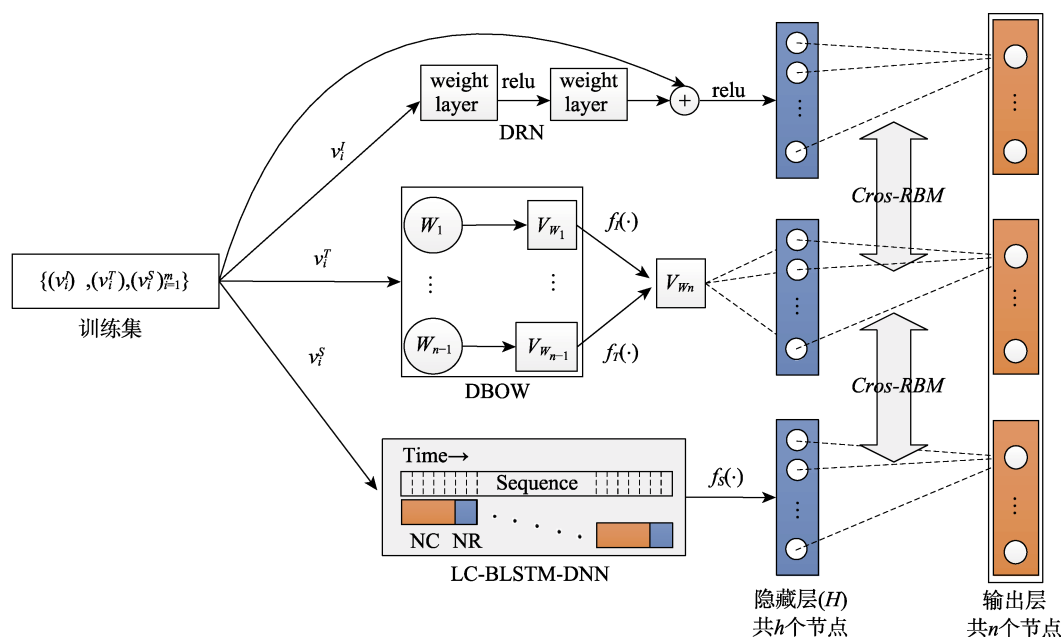 weight
layer
relu
weight
layer
+
relu
DRN
v_i^I
Cros-RBM
W_1
V_{W_1}
f_I(·)
v_i^T
⋮
⋮
V_{Wn}
{(v_i^I) ,(v_i^T),(v_i^S)_{i=1}^m}
训练集
W_{n-1}
V_{W_{n-1}}
f_T(·)
v_i^S
DBOW
Cros-RBM
Time→
Sequence
f_S(·)
NC NR
LC-BLSTM-DNN
隐藏层(H)
共h个节点
输出层
共n个节点